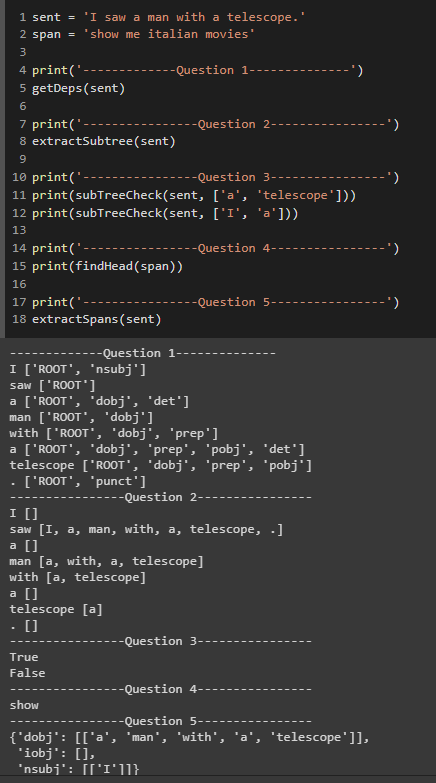 1 sent = 'I saw a man with a telescope.'
2 span = 'show me italian movies'
3
4 print('-------------Question 1--------------')
5 getDeps(sent)
6
7 print('----------------Question 2----------------')
8 extractSubtree(sent)
9
10 print('----------------Question 3----------------')
11 print(subTreeCheck(sent, ['a', 'telescope']))
12 print(subTreeCheck(sent, ['I', 'a']))
13
14 print('----------------Question 4----------------')
15 print(findHead(span))
16
17 print('----------------Question 5----------------')
18 extractSpans(sent)
-------------Question 1--------------
I ['ROOT', 'nsubj']
saw ['ROOT']
a ['ROOT', 'dobj', 'det']
man ['ROOT', 'dobj']
with ['ROOT', 'dobj', 'prep']
a ['ROOT', 'dobj', 'prep', 'pobj', 'det']
telescope ['ROOT', 'dobj', 'prep', 'pobj']
. ['ROOT', 'punct']
----------------Question 2----------------
I []
saw [I, a, man, with, a, telescope, .]
a []
man [a, with, a, telescope]
with [a, telescope]
a []
telescope [a]
. []
----------------Question 3----------------
True
False
----------------Question 4----------------
show
----------------Question 5----------------
{'dobj': [['a', 'man', 'with', 'a', 'telescope']],
 'iobj': [],
 'nsubj': [['I']]}